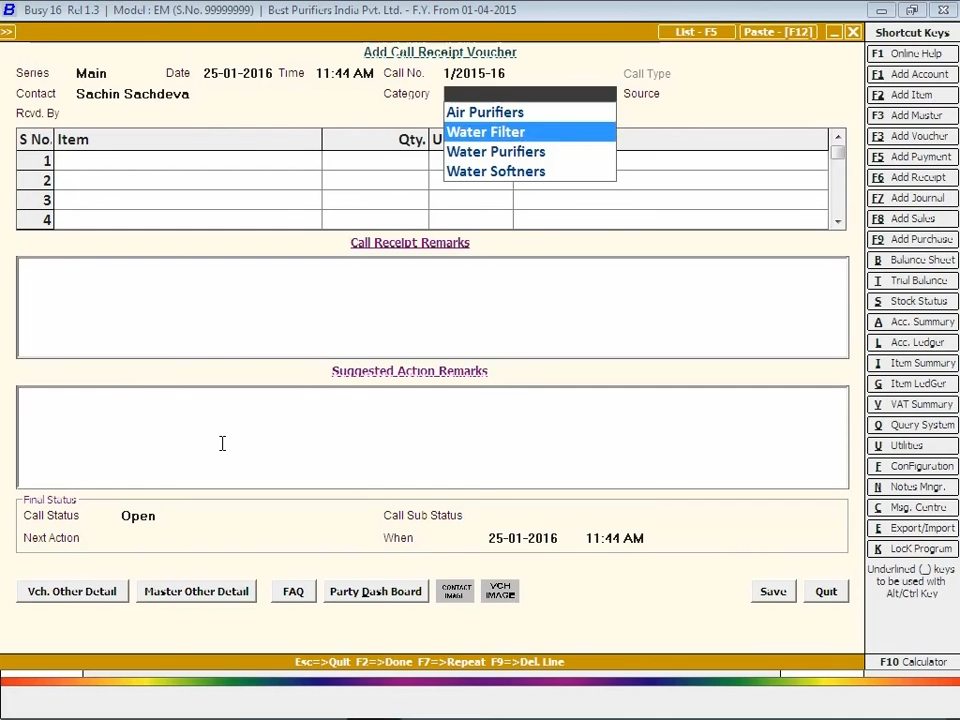 Busy 16 Rel 1.3 | Model : EM (S.No. 99999999) | Best Purifiers India Pvt. Ltd. - F.Y. From 01-04-2015
>> List - F5 Paste - [F12]
Add Call Receipt Voucher
Series Main Date 25-01-2016 Time 11:44 AM Call No. 1/2015-16 Call Type
Contact Sachin Sachdeva Category Source
Rcvd. By
Air Purifiers
Water Filter
Water Purifiers
Water Softners
S No. Item Qty. U
1
2
3
4
Call Receipt Remarks
Suggested Action Remarks
Final Status
Call Status Open Call Sub Status
Next Action When 25-01-2016 11:44 AM
Vch. Other Detail Master Other Detail FAQ Party Dash Board CONTACT IMAGE VCH IMAGE Save Quit
Esc=>Quit F2=>Done F7=>Repeat F9=>Del. Line
Shortcut Keys
F1 Online Help
F1 Add Account
F2 Add Item
F3 Add Master
F3 Add Voucher
F5 Add Payment
F6 Add Receipt
F7 Add Journal
F8 Add Sales
F9 Add Purchase
B Balance Sheet
T Trial Balance
S Stock Status
A Acc. Summary
L Acc. Ledger
I Item Summary
G Item LedGer
V VAT Summary
Q Query System
U Utilities
F ConFiguration
N Notes Mngr.
C Msg. Centre
E Export/Import
K LocK Program
Underlined (_) keys
to be used with
Alt/Ctrl Key
F10 Calculator